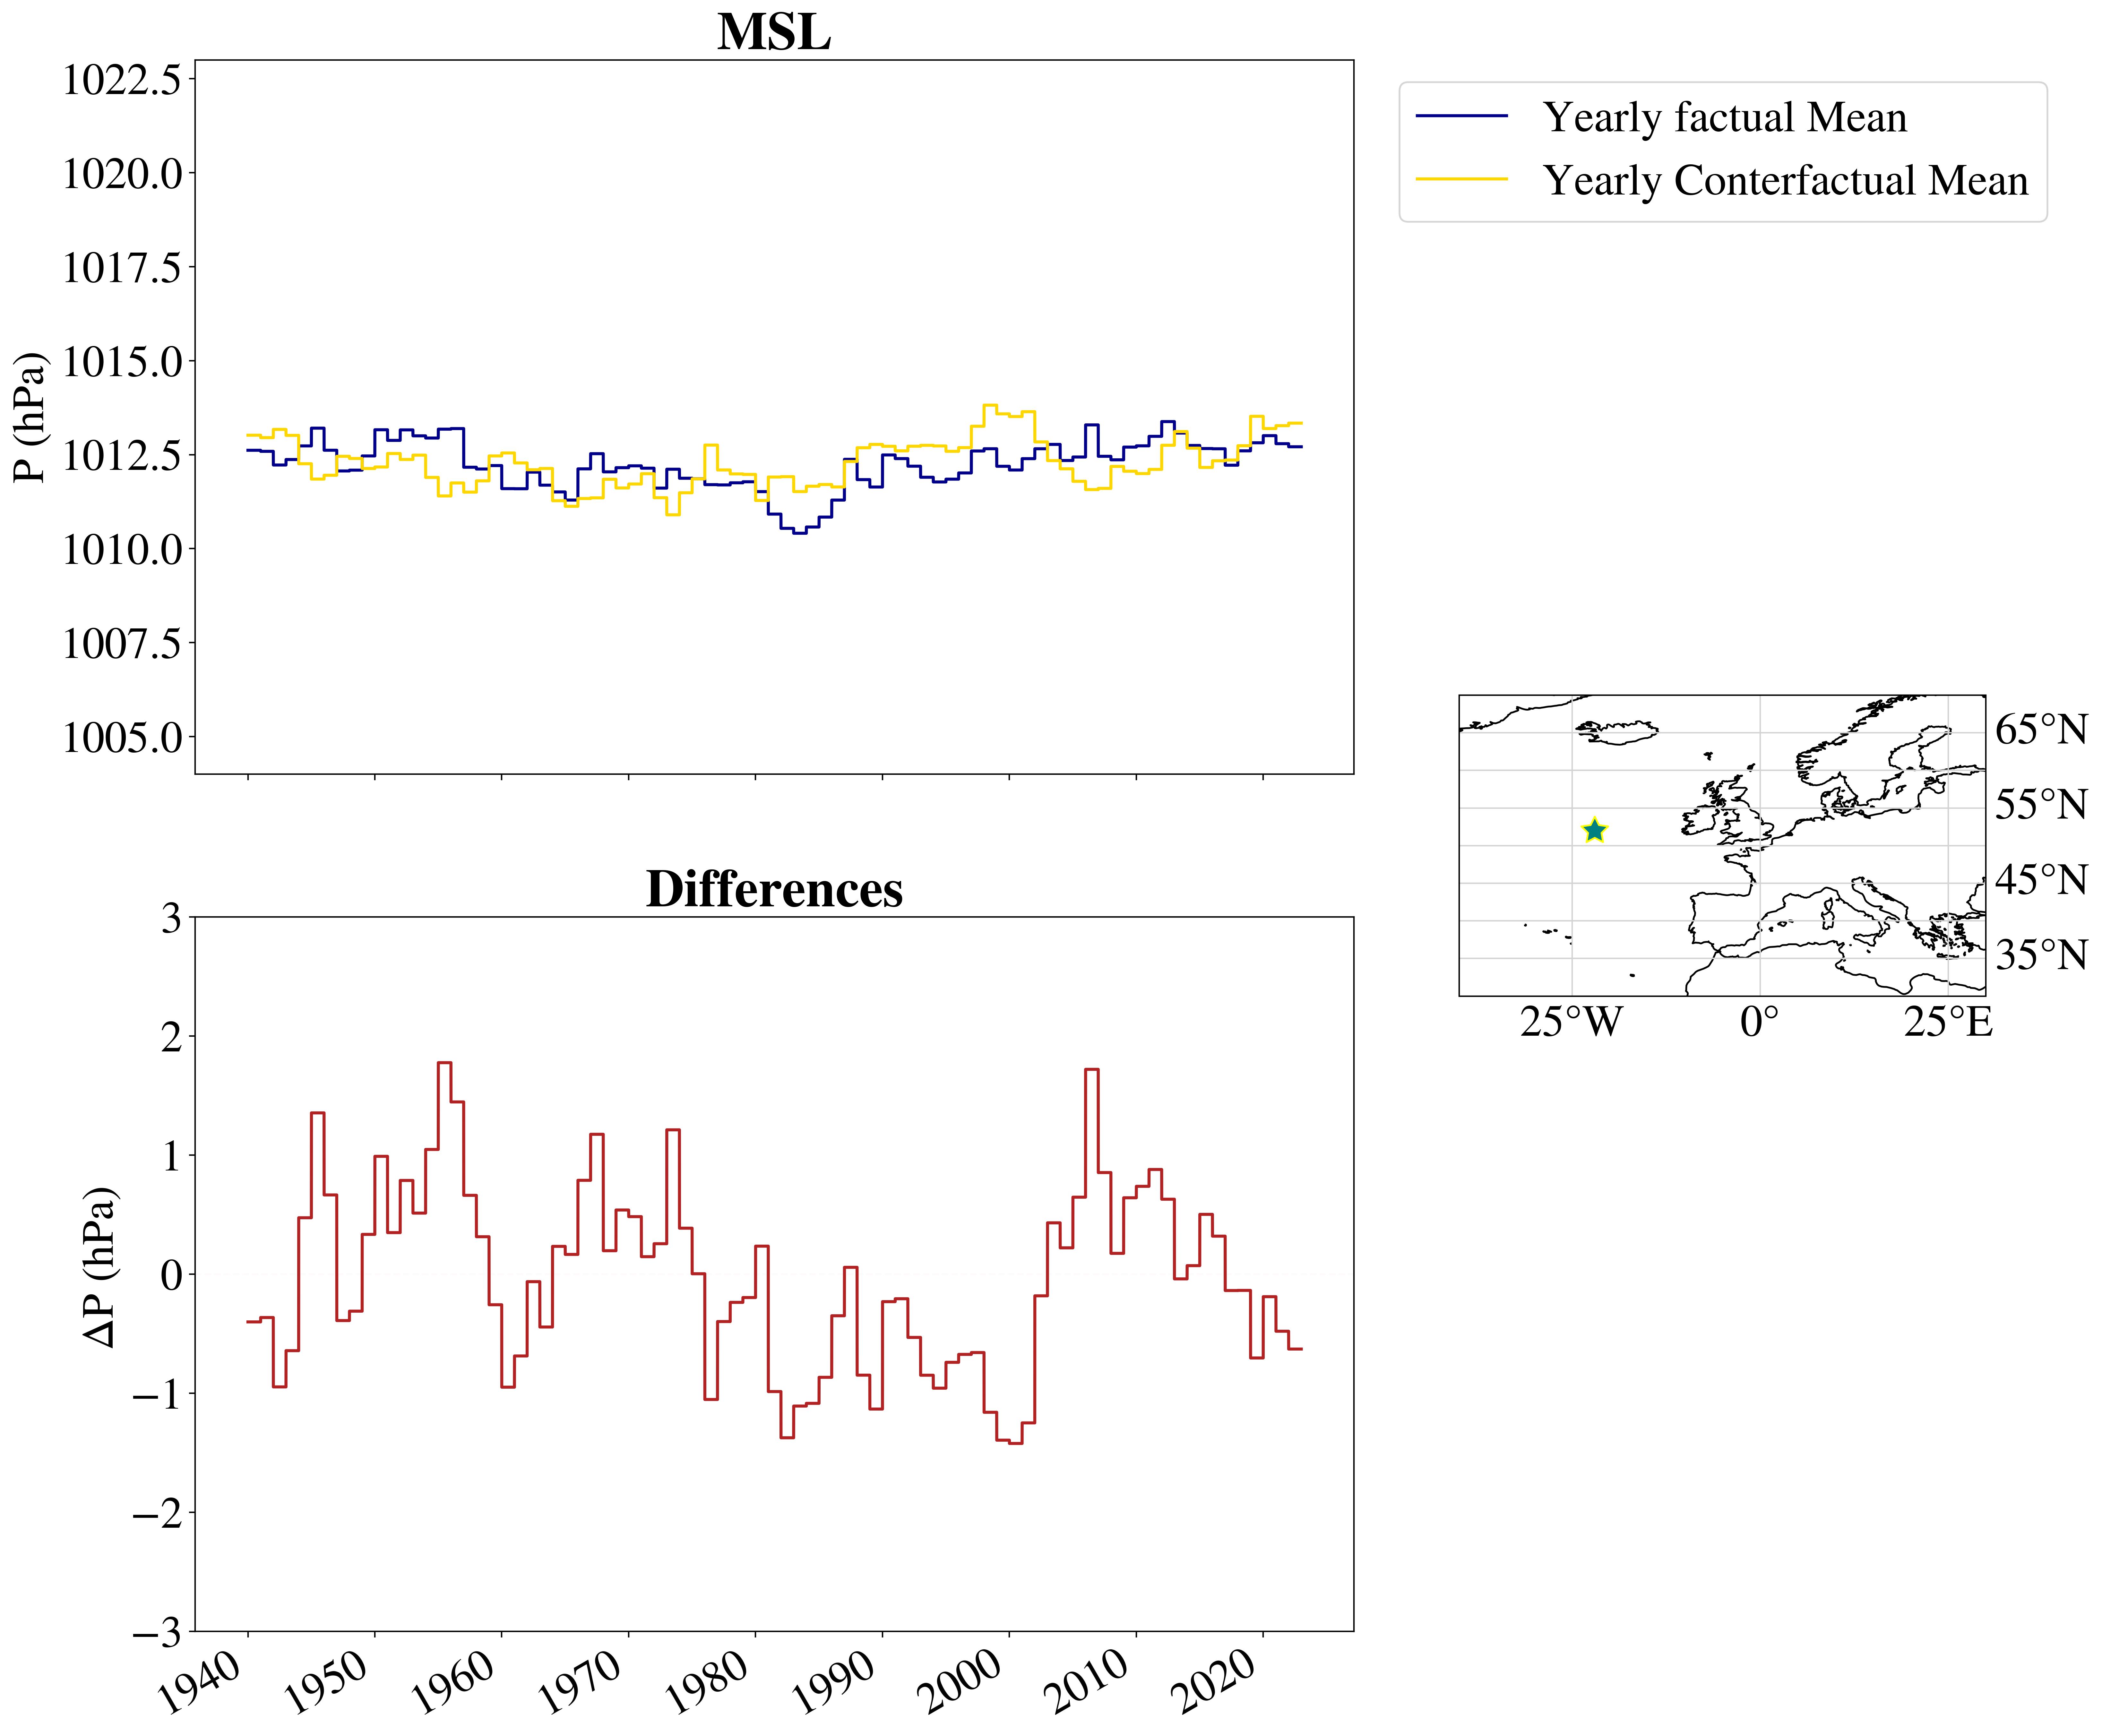 MSL
P (hPa)
1022.5
1020.0
1017.5
1015.0
1012.5
1010.0
1007.5
1005.0
Yearly factual Mean
Yearly Conterfactual Mean
65°N
55°N
45°N
35°N
25°W 0° 25°E
Differences
ΔP (hPa)
3
2
1
0
−1
−2
−3
1940 1950 1960 1970 1980 1990 2000 2010 2020